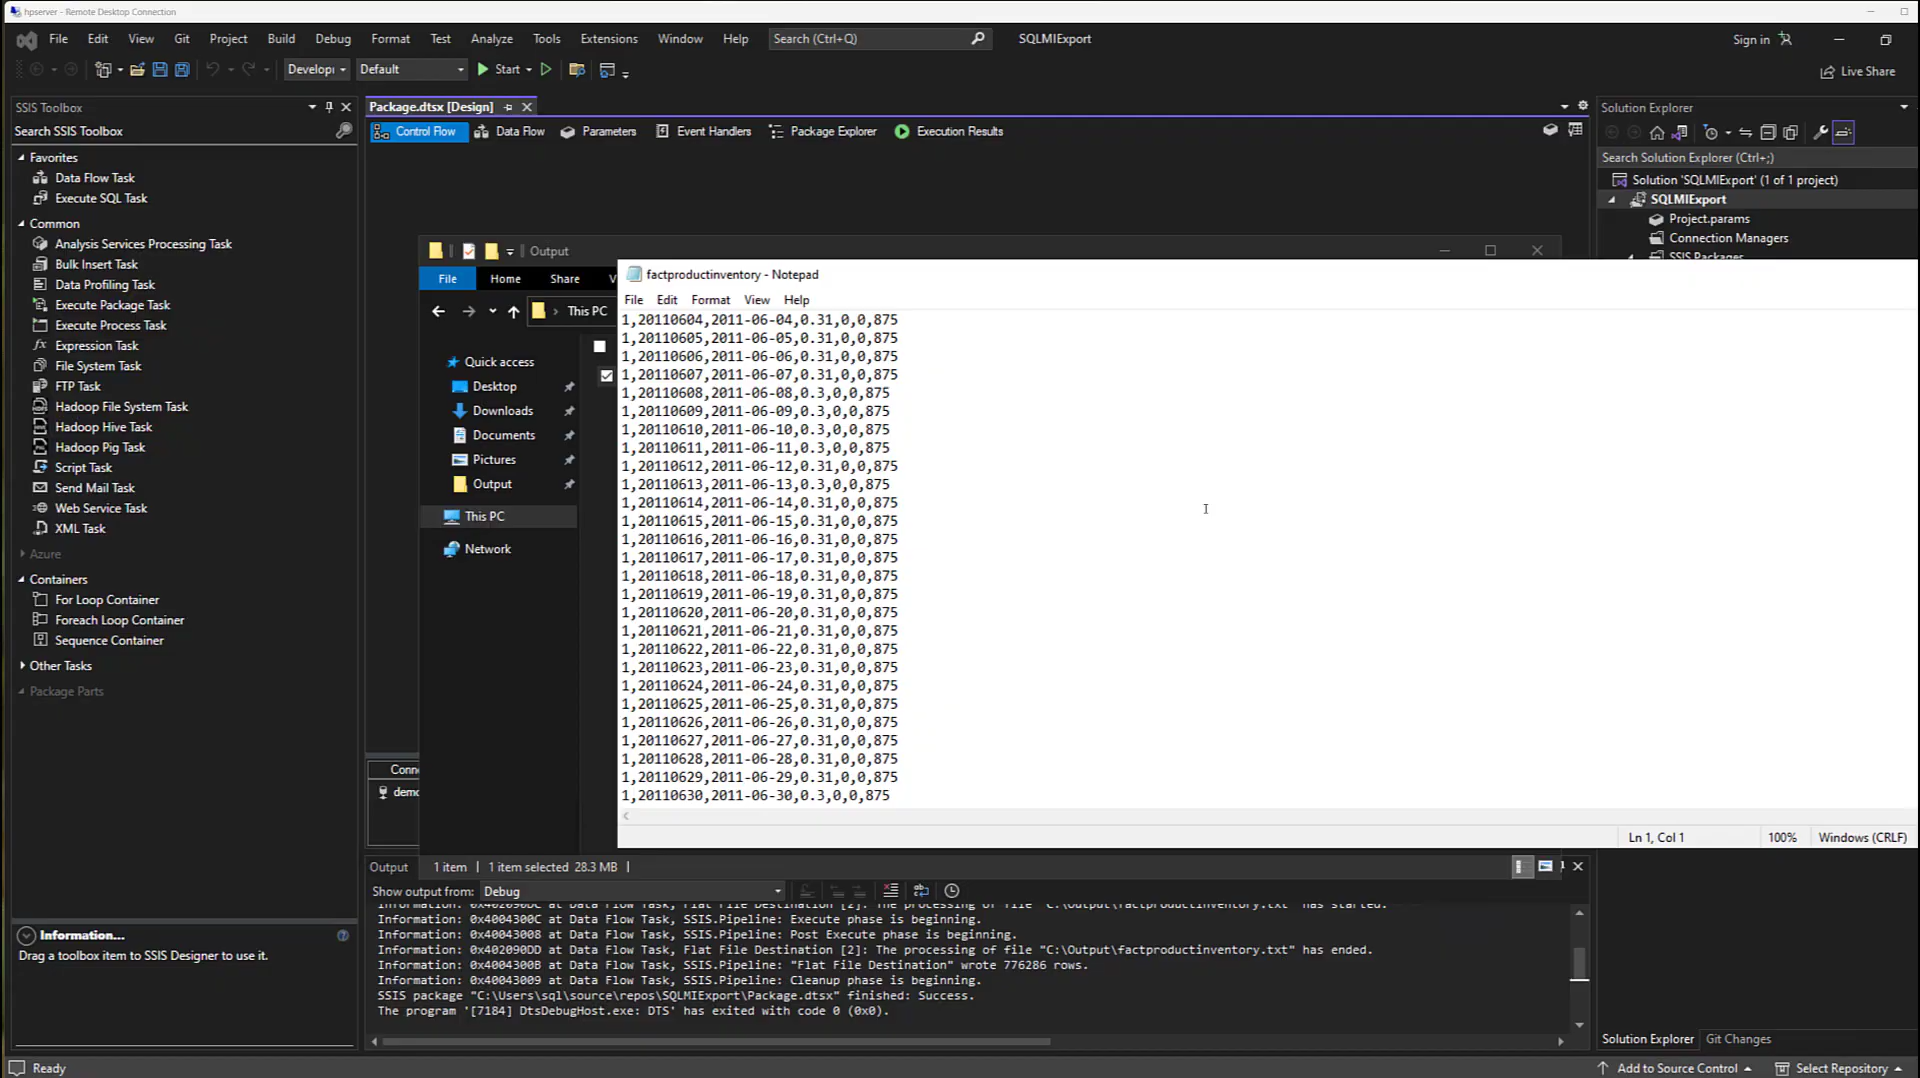 hpserver - Remote Desktop Connection
File Edit View Git Project Build Debug Format Test Analyze Tools Extensions Window Help Search (Ctrl+Q) SQLMIExport Sign in
Developi Default Start Live Share
SSIS Toolbox
Search SSIS Toolbox
Favorites
Data Flow Task
Execute SQL Task
Common
Analysis Services Processing Task
Bulk Insert Task
Data Profiling Task
Execute Package Task
Execute Process Task
Expression Task
File System Task
FTP Task
Hadoop File System Task
Hadoop Hive Task
Hadoop Pig Task
Script Task
Send Mail Task
Web Service Task
XML Task
Azure
Containers
For Loop Container
Foreach Loop Container
Sequence Container
Other Tasks
Package Parts
Information...
Drag a toolbox item to SSIS Designer to use it.
Package.dtsx [Design]
Control Flow Data Flow Parameters Event Handlers Package Explorer Execution Results
Output
File Home Share V
This PC
Quick access
Desktop
Downloads
Documents
Pictures
Output
This PC
Network
Conne
demo
1 item 1 item selected 28.3 MB
factproductinventory - Notepad
File Edit Format View Help
1,20110604,2011-06-04,0.31,0,0,875
1,20110605,2011-06-05,0.31,0,0,875
1,20110606,2011-06-06,0.31,0,0,875
1,20110607,2011-06-07,0.31,0,0,875
1,20110608,2011-06-08,0.3,0,0,875
1,20110609,2011-06-09,0.3,0,0,875
1,20110610,2011-06-10,0.3,0,0,875
1,20110611,2011-06-11,0.3,0,0,875
1,20110612,2011-06-12,0.31,0,0,875
1,20110613,2011-06-13,0.3,0,0,875
1,20110614,2011-06-14,0.31,0,0,875
1,20110615,2011-06-15,0.31,0,0,875
1,20110616,2011-06-16,0.31,0,0,875
1,20110617,2011-06-17,0.31,0,0,875
1,20110618,2011-06-18,0.31,0,0,875
1,20110619,2011-06-19,0.31,0,0,875
1,20110620,2011-06-20,0.31,0,0,875
1,20110621,2011-06-21,0.31,0,0,875
1,20110622,2011-06-22,0.31,0,0,875
1,20110623,2011-06-23,0.31,0,0,875
1,20110624,2011-06-24,0.31,0,0,875
1,20110625,2011-06-25,0.31,0,0,875
1,20110626,2011-06-26,0.31,0,0,875
1,20110627,2011-06-27,0.31,0,0,875
1,20110628,2011-06-28,0.31,0,0,875
1,20110629,2011-06-29,0.31,0,0,875
1,20110630,2011-06-30,0.3,0,0,875
Ln 1, Col 1 100% Windows (CRLF)
Output
Show output from: Debug
Information: 0x402090DC at Data Flow Task, Flat File Destination [2]: The processing of file "C:\Output\factproductinventory.txt" has started.
Information: 0x4004300C at Data Flow Task, SSIS.Pipeline: Execute phase is beginning.
Information: 0x40043008 at Data Flow Task, SSIS.Pipeline: Post Execute phase is beginning.
Information: 0x402090DD at Data Flow Task, Flat File Destination [2]: The processing of file "C:\Output\factproductinventory.txt" has ended.
Information: 0x4004300B at Data Flow Task, SSIS.Pipeline: "Flat File Destination" wrote 776286 rows.
Information: 0x40043009 at Data Flow Task, SSIS.Pipeline: Cleanup phase is beginning.
SSIS package "C:\Users\sql\source\repos\SQLMIExport\Package.dtsx" finished: Success.
The program '[7184] DtsDebugHost.exe: DTS' has exited with code 0 (0x0).
Solution Explorer
Search Solution Explorer (Ctrl+;)
Solution 'SQLMIExport' (1 of 1 project)
SQLMIExport
Project.params
Connection Managers
SSIS Packages
Solution Explorer Git Changes
Ready Add to Source Control Select Repository